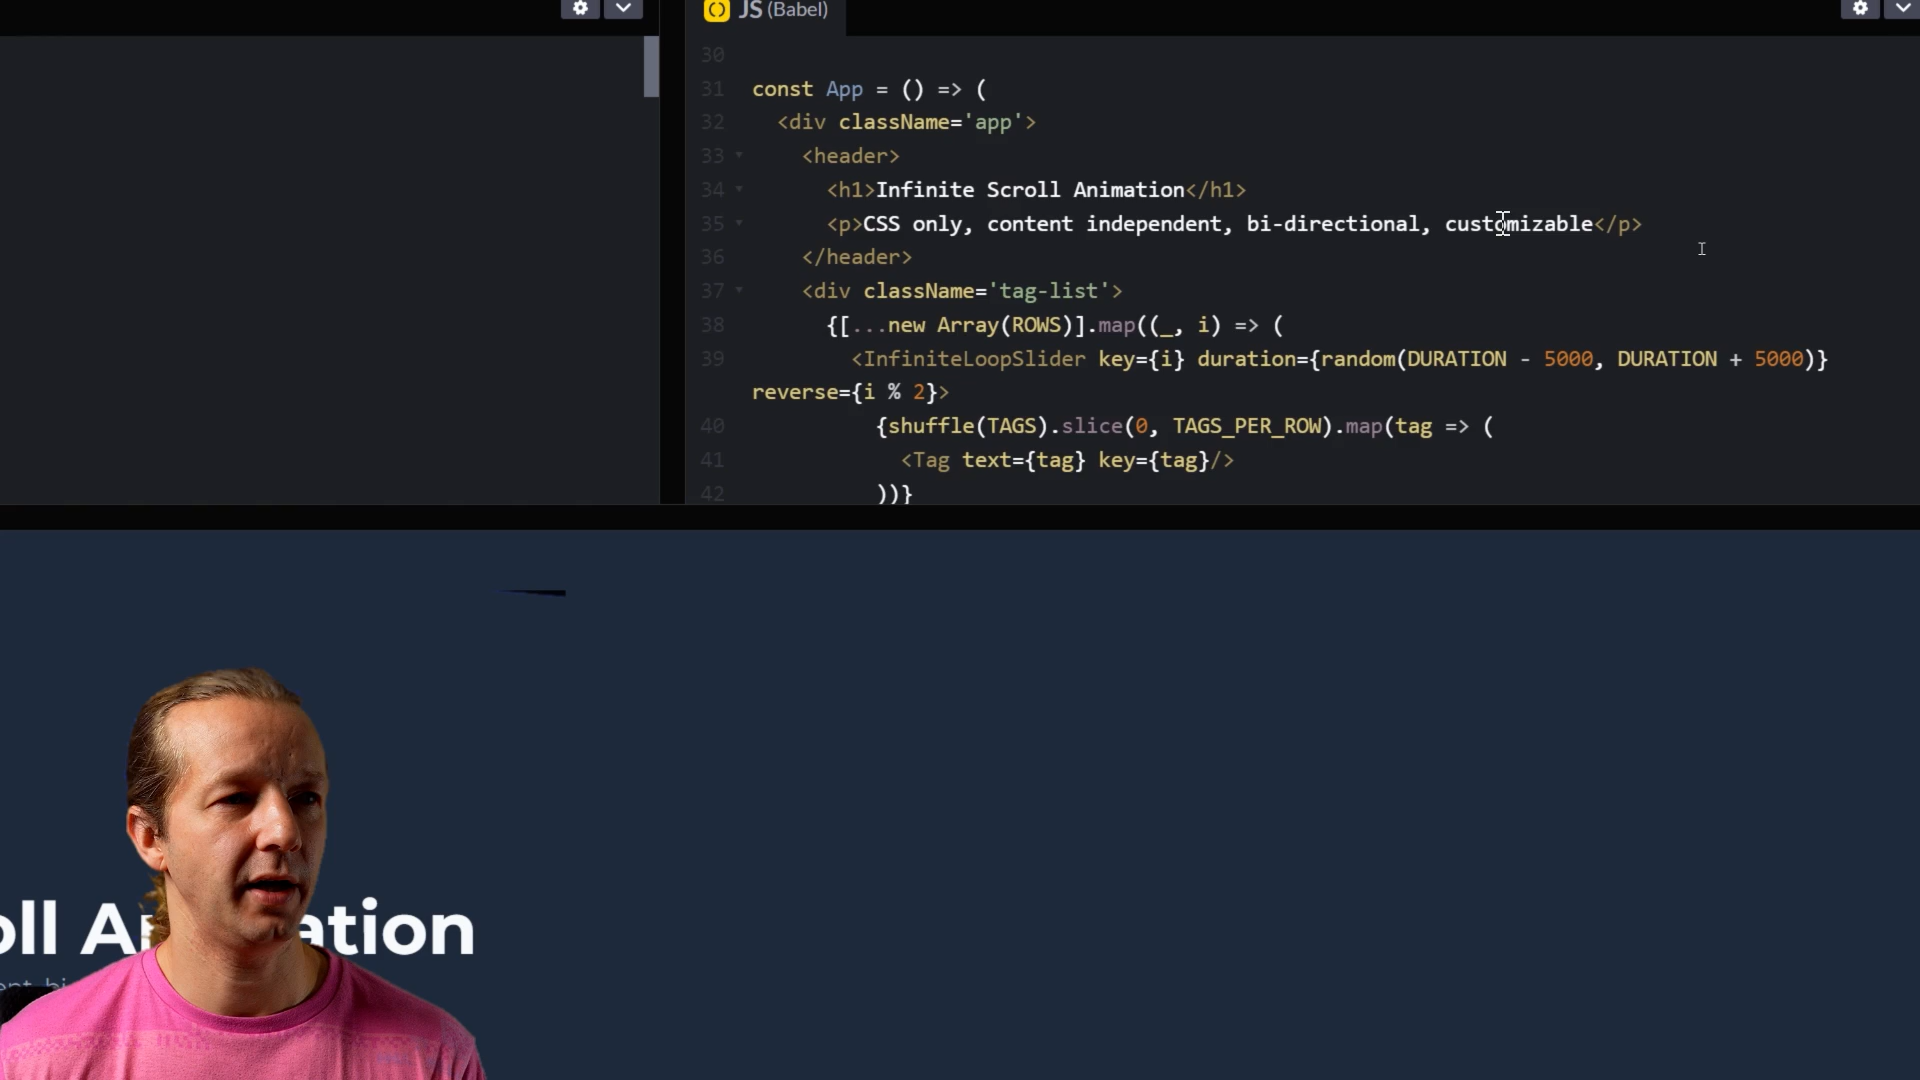 JS (Babel)
30
31 const App = () => (
32 <div className='app'>
33 <header>
34 <h1>Infinite Scroll Animation</h1>
35 <p>CSS only, content independent, bi-directional, customizable</p>
36 </header>
37 <div className='tag-list'>
38 {[...new Array(ROWS)].map((_, i) => (
39 <InfiniteLoopSlider key={i} duration={random(DURATION - 5000, DURATION + 5000)}
reverse={i % 2}>
40 {shuffle(TAGS).slice(0, TAGS_PER_ROW).map(tag => (
41 <Tag text={tag} key={tag}/>
42 ))}